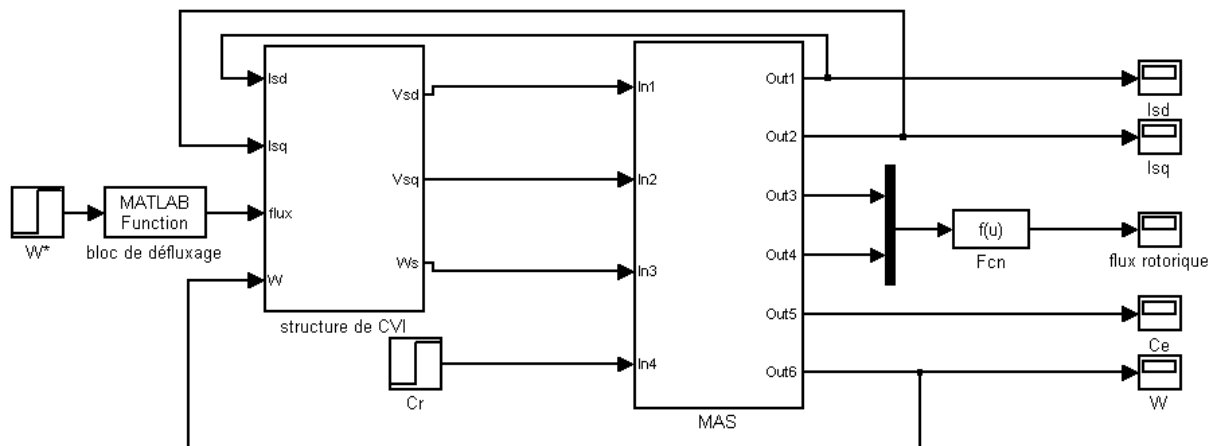 Isd
Isq
flux
W
Vsd
Vsq
Ws
structure de CVI
W*
MATLAB
Function
bloc de défluxage
Cr
In1
In2
In3
In4
Out1
Out2
Out3
Out4
Out5
Out6
MAS
f(u)
Fcn
Isd
Isq
flux rotorique
Ce
W